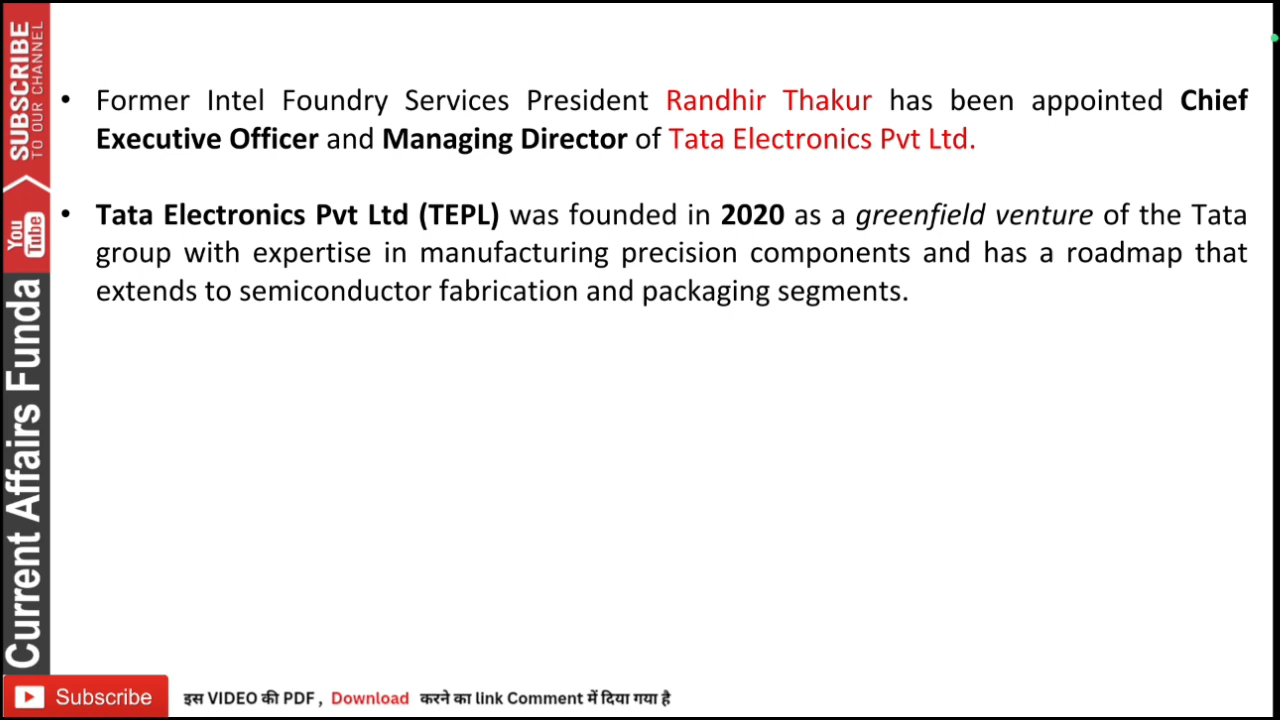 SUBSCRIBE
TO OUR CHANNEL
You
Tube
Current Affairs Funda
• Former Intel Foundry Services President Randhir Thakur has been appointed Chief
Executive Officer and Managing Director of Tata Electronics Pvt Ltd.
• Tata Electronics Pvt Ltd (TEPL) was founded in 2020 as a greenfield venture of the Tata
group with expertise in manufacturing precision components and has a roadmap that
extends to semiconductor fabrication and packaging segments.
Subscribe
इस VIDEO की PDF , Download करने का link Comment में दिया गया है